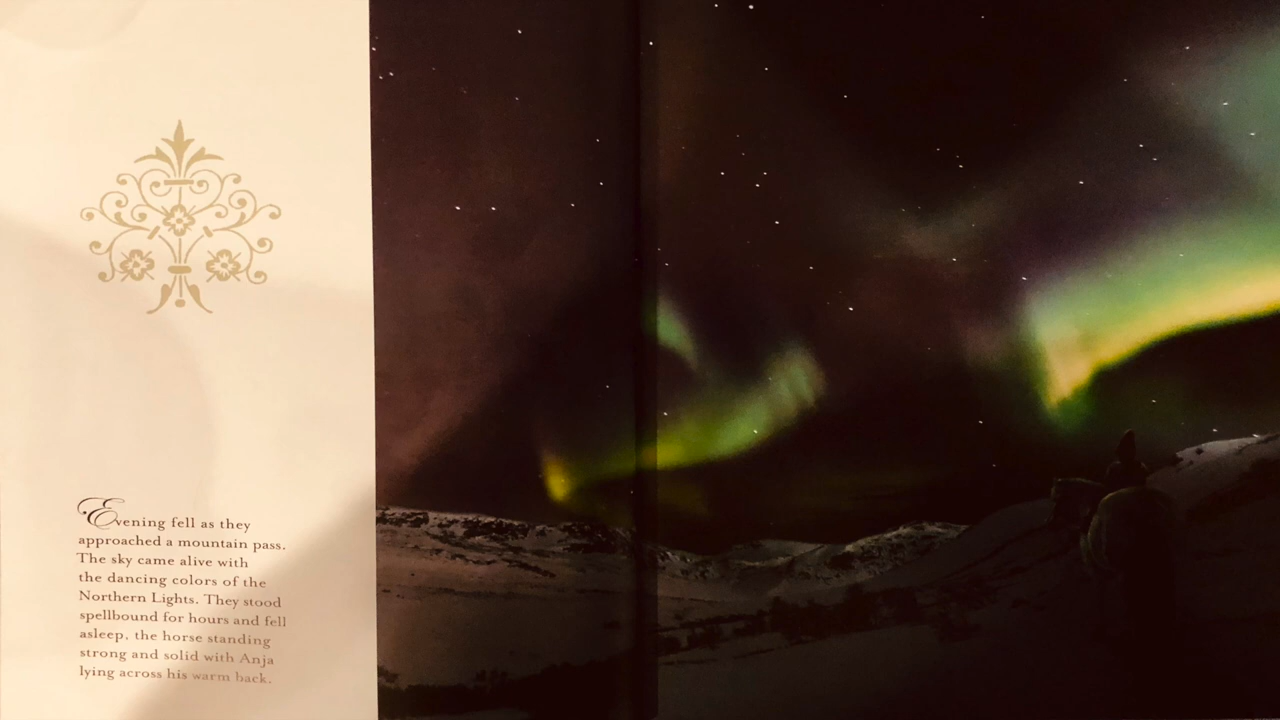 Evening fell as they
approached a mountain pass.
The sky came alive with
the dancing colors of the
Northern Lights. They stood
spellbound for hours and fell
asleep, the horse standing
strong and solid with Anja
lying across his warm back.